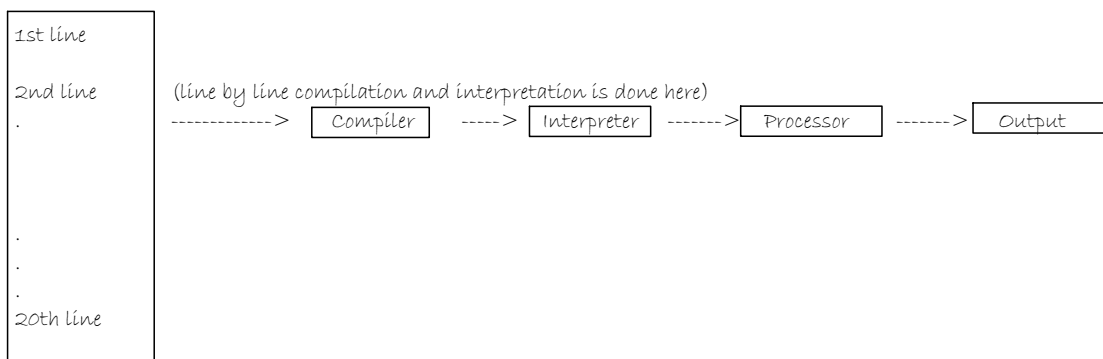 1st line
2nd line (line by line compilation and interpretation is done here)
. -------------> Compiler -----> Interpreter -------> Processor -------> Output
.
.
.
20th line